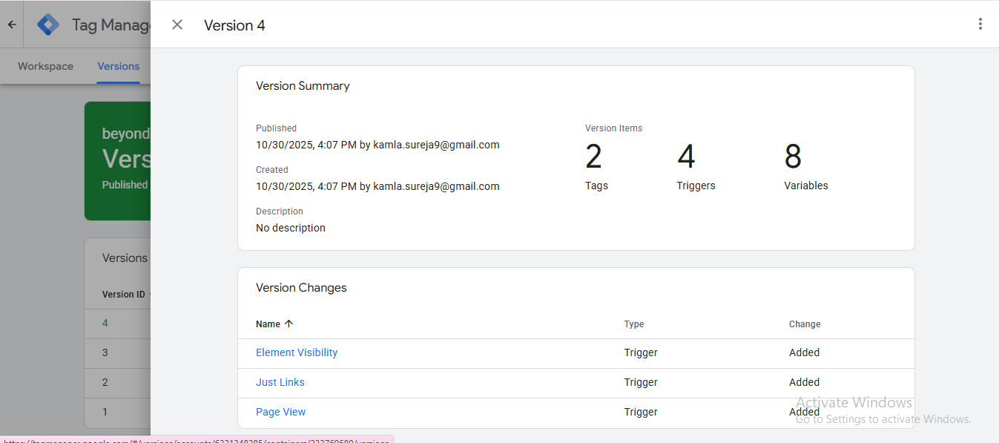 Tag Manag
Version 4
Workspace
Versions
beyond
Vers
Published
Versions
Version ID
4
3
2
1
Version Summary
Published
10/30/2025, 4:07 PM by kamla.sureja9@gmail.com
Created
10/30/2025, 4:07 PM by kamla.sureja9@gmail.com
Description
No description
Version Items
2 4 8
Tags Triggers Variables
Version Changes
Name Type Change
Element Visibility Trigger Added
Just Links Trigger Added
Page View Trigger Added
Activate Windows
Go to Settings to activate Windows.